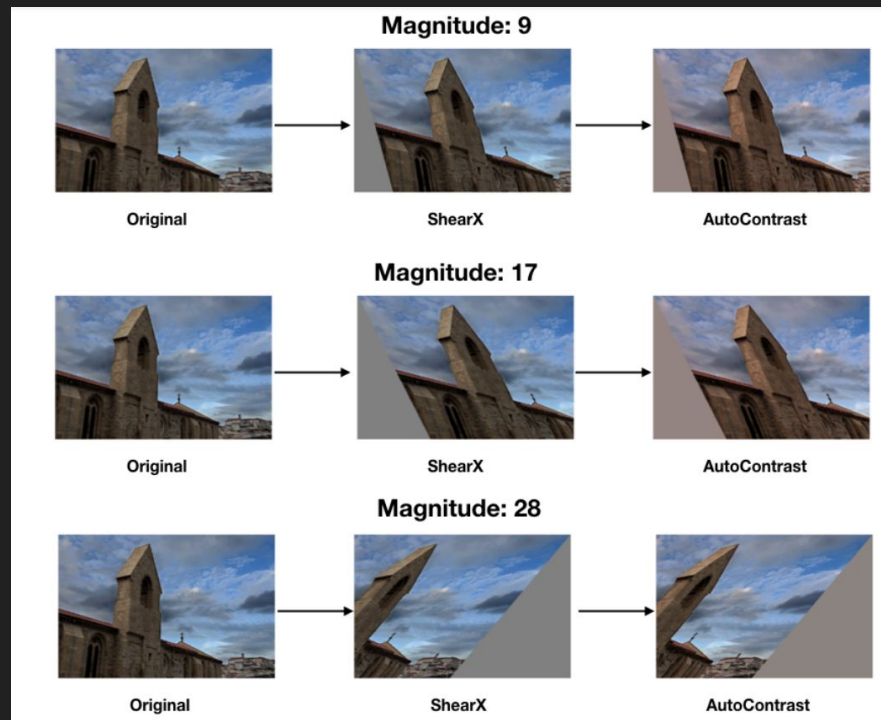 Magnitude: 9
Original
ShearX
AutoContrast
Magnitude: 17
Original
ShearX
AutoContrast
Magnitude: 28
Original
ShearX
AutoContrast